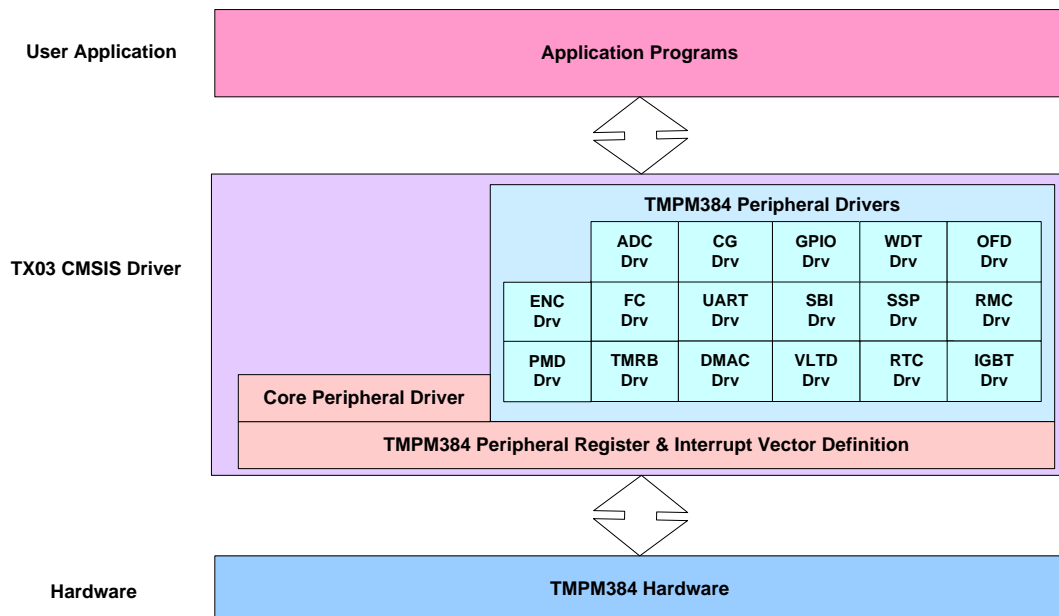 User Application
Application Programs
TX03 CMSIS Driver
TMPM384 Peripheral Drivers
ADC
Drv
CG
Drv
GPIO
Drv
WDT
Drv
OFD
Drv
ENC
Drv
FC
Drv
UART
Drv
SBI
Drv
SSP
Drv
RMC
Drv
PMD
Drv
TMRB
Drv
DMAC
Drv
VLTD
Drv
RTC
Drv
IGBT
Drv
Core Peripheral Driver
TMPM384 Peripheral Register & Interrupt Vector Definition
Hardware
TMPM384 Hardware